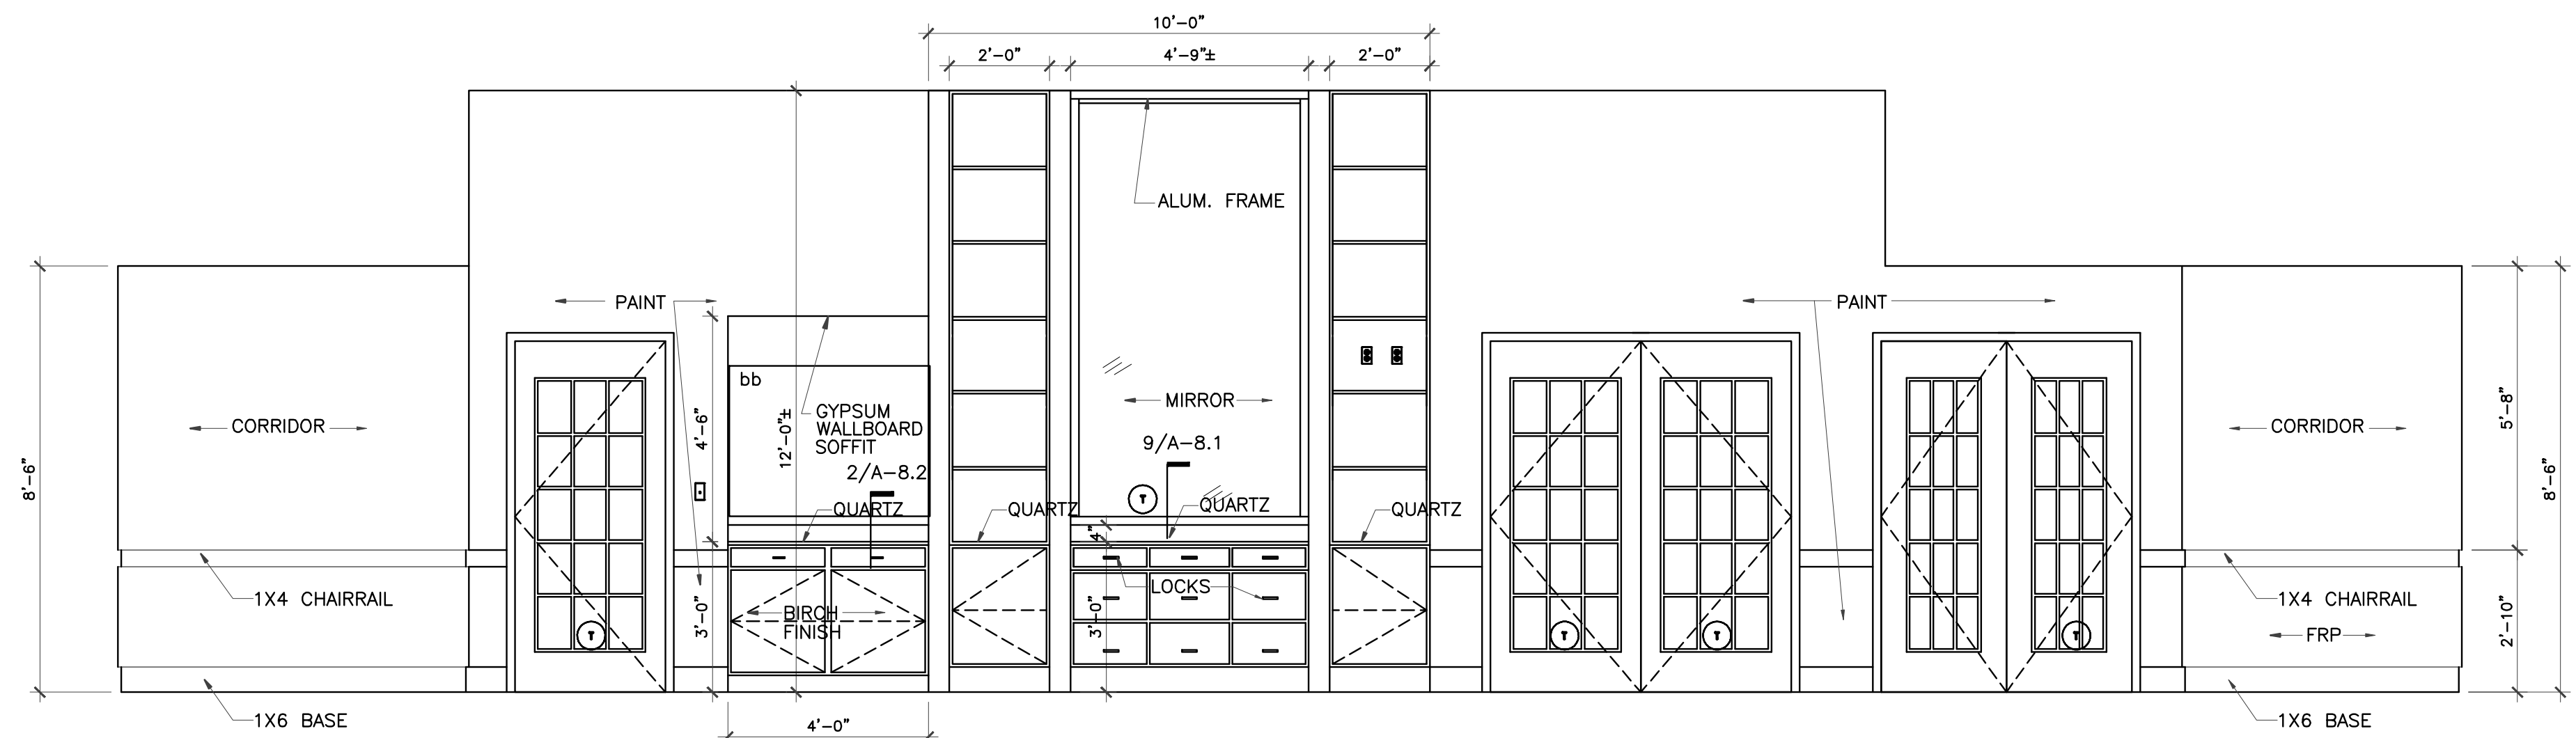 10'-0"
2'-0"
4'-9"±
2'-0"
ALUM. FRAME
PAINT
PAINT
bb
GYPSUM
WALLBOARD
SOFFIT
12'-0"±
4'-6"
MIRROR
CORRIDOR
CORRIDOR
5'-8"
8'-6"
8'-6"
9/A-8.1
2/A-8.2
T
QUARTZ
QUARTZ
QUARTZ
QUARTZ
4"
LOCKS
1X4 CHAIRRAIL
1X4 CHAIRRAIL
BIRCH
FINISH
3'-0"
3'-0"
T
T
T
T
FRP
2'-10"
1X6 BASE
1X6 BASE
4'-0"